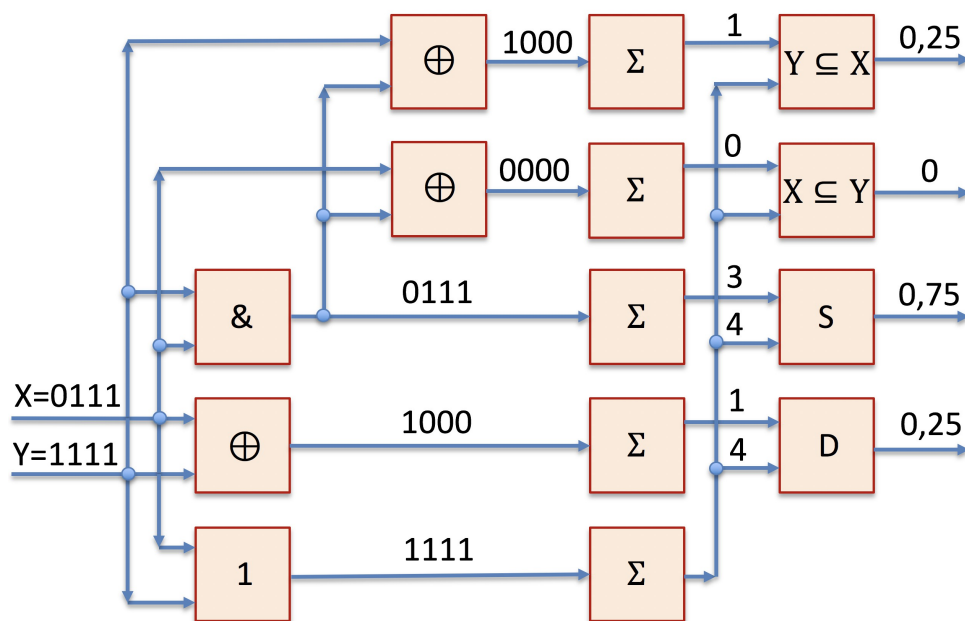 ⊕ 1000 Σ 1 Y ⊆ X 0,25
⊕ 0000 Σ 0 X ⊆ Y 0
& 0111 Σ 3 4 S 0,75
X=0111
Y=1111
⊕ 1000 Σ 1 4 D 0,25
1 1111 Σ